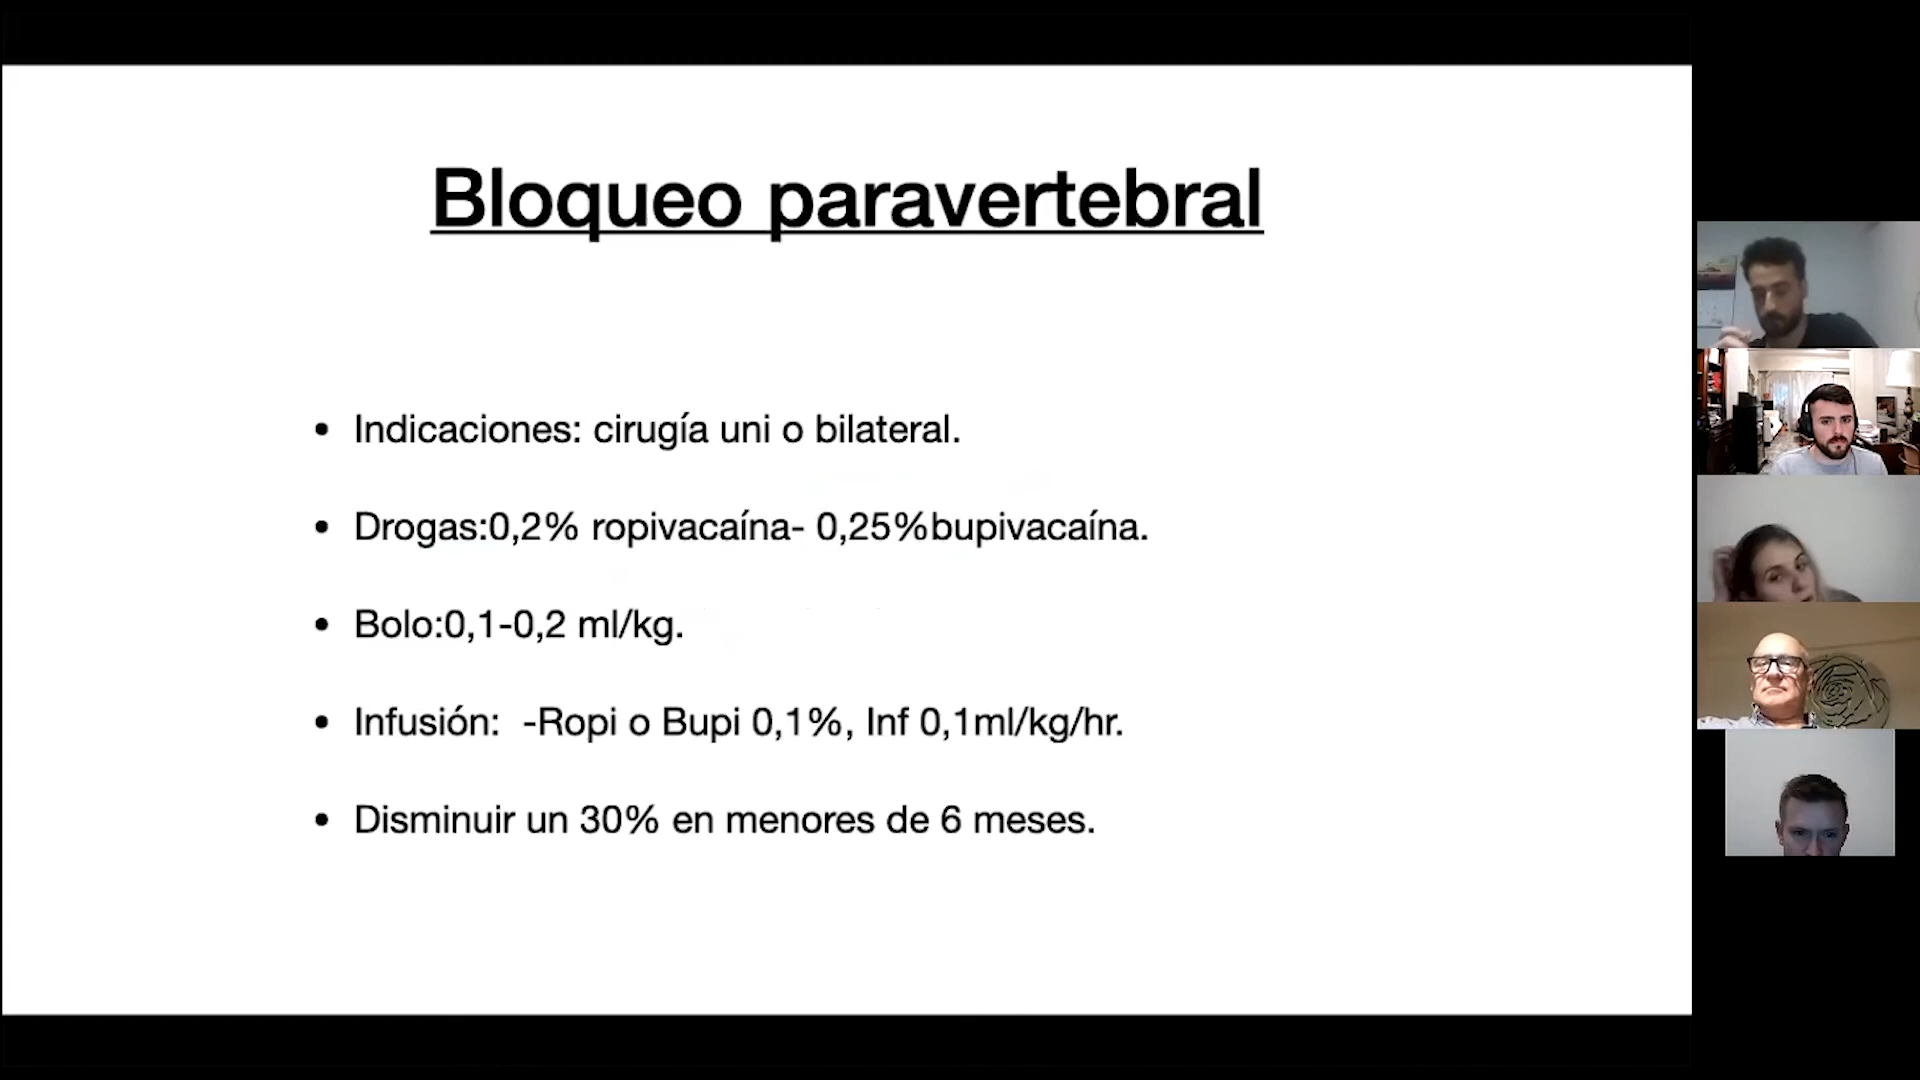 Bloqueo paravertebral
• Indicaciones: cirugía uni o bilateral.
• Drogas:0,2% ropivacaína- 0,25%bupivacaína.
• Bolo:0,1-0,2 ml/kg.
• Infusión:  -Ropi o Bupi 0,1%, Inf 0,1ml/kg/hr.
• Disminuir un 30% en menores de 6 meses.